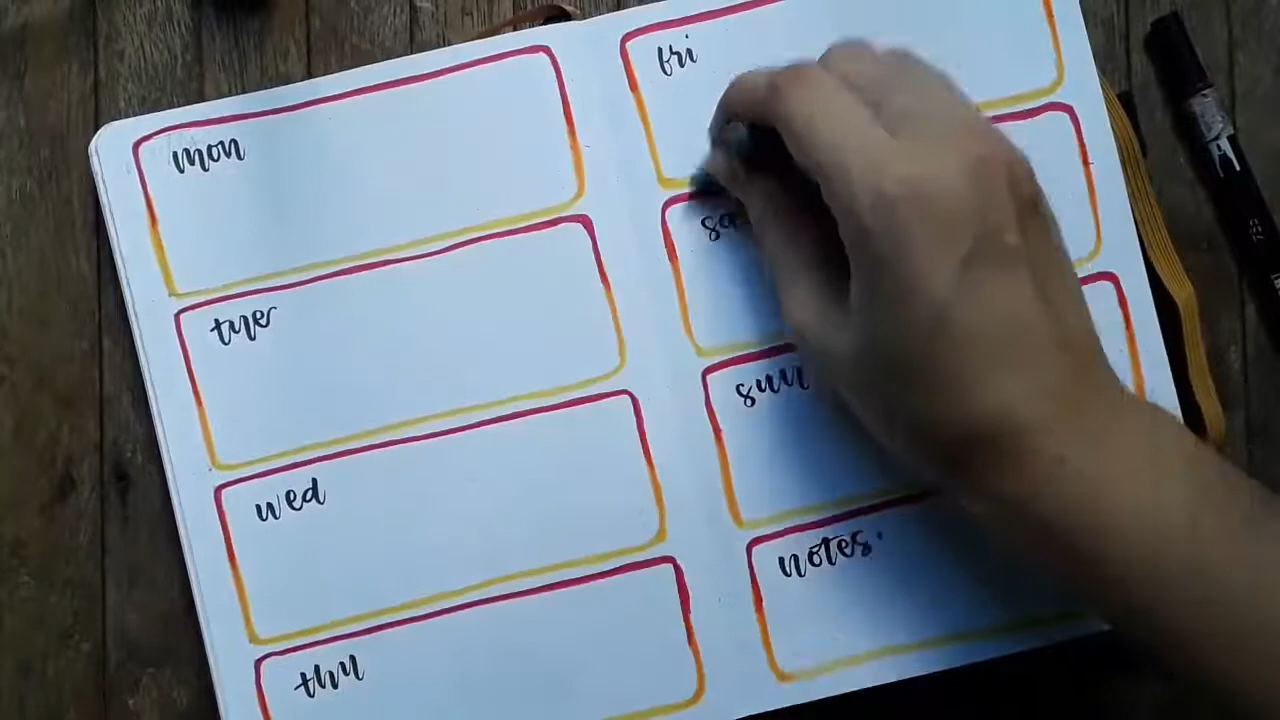 mon
tue
wed
thu
fri
sun
notes.